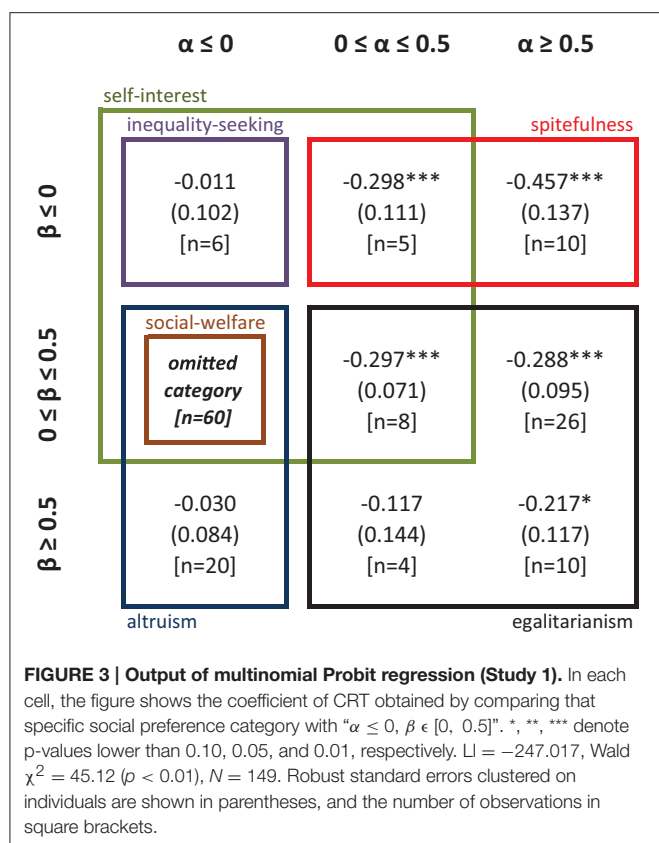 α ≤ 0 0 ≤ α ≤ 0.5 α ≥ 0.5
self-interest
inequality-seeking spitefulness
β ≤ 0
-0.011 -0.298*** -0.457***
(0.102) (0.111) (0.137)
[n=6] [n=5] [n=10]
0 ≤ β ≤ 0.5
social-welfare
omitted -0.297*** -0.288***
category (0.071) (0.095)
[n=60] [n=8] [n=26]
β ≥ 0.5
-0.030 -0.117 -0.217*
(0.084) (0.144) (0.117)
[n=20] [n=4] [n=10]
altruism egalitarianism
FIGURE 3 | Output of multinomial Probit regression (Study 1). In each
cell, the figure shows the coefficient of CRT obtained by comparing that
specific social preference category with “α ≤ 0, β ϵ [0, 0.5]”. *, **, *** denote
p-values lower than 0.10, 0.05, and 0.01, respectively. Ll = −247.017, Wald
χ² = 45.12 (p < 0.01), N = 149. Robust standard errors clustered on
individuals are shown in parentheses, and the number of observations in
square brackets.